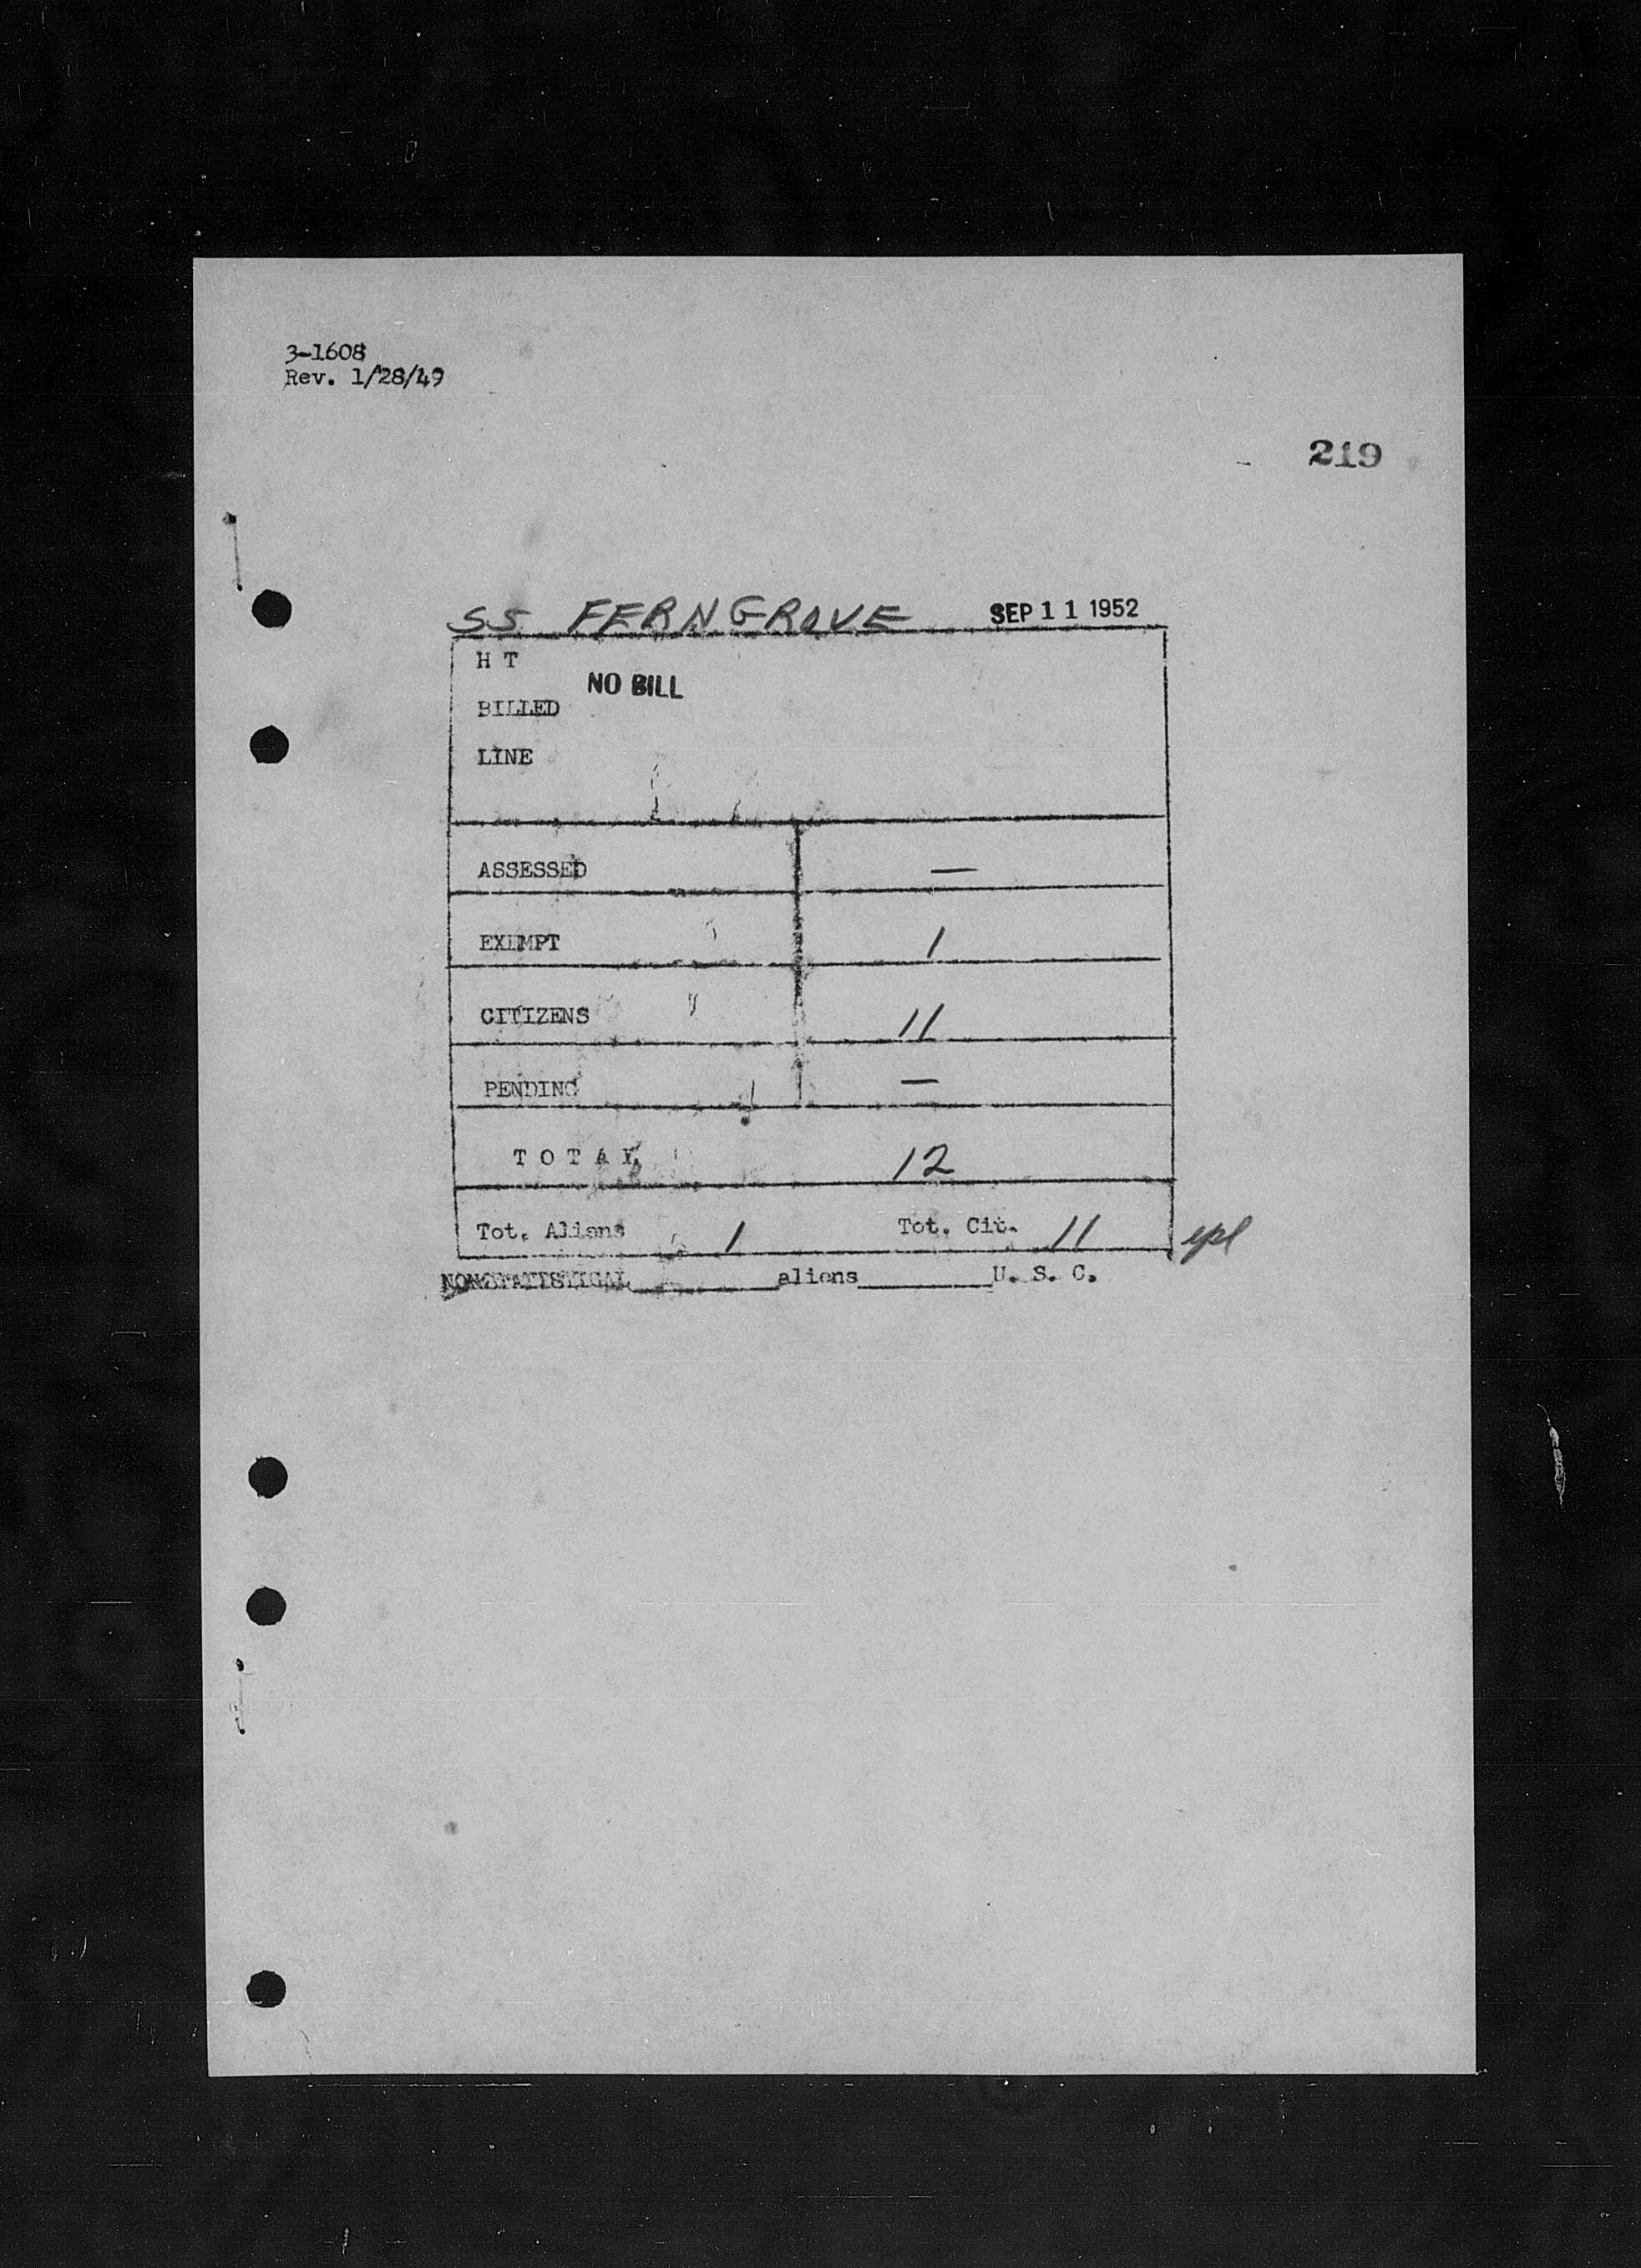 3-1608
Rev. 1/28/49
219
SS FERNGROVE SEP 11 1952
H T
NO BILL
BILLED
LINE
ASSESSED —
EXEMPT 1
CITIZENS 11
PENDING —
TOTAL 12
Tot. Aliens 1 Tot. Cit. 11
NONSTATISTICAL aliens U. S. C.